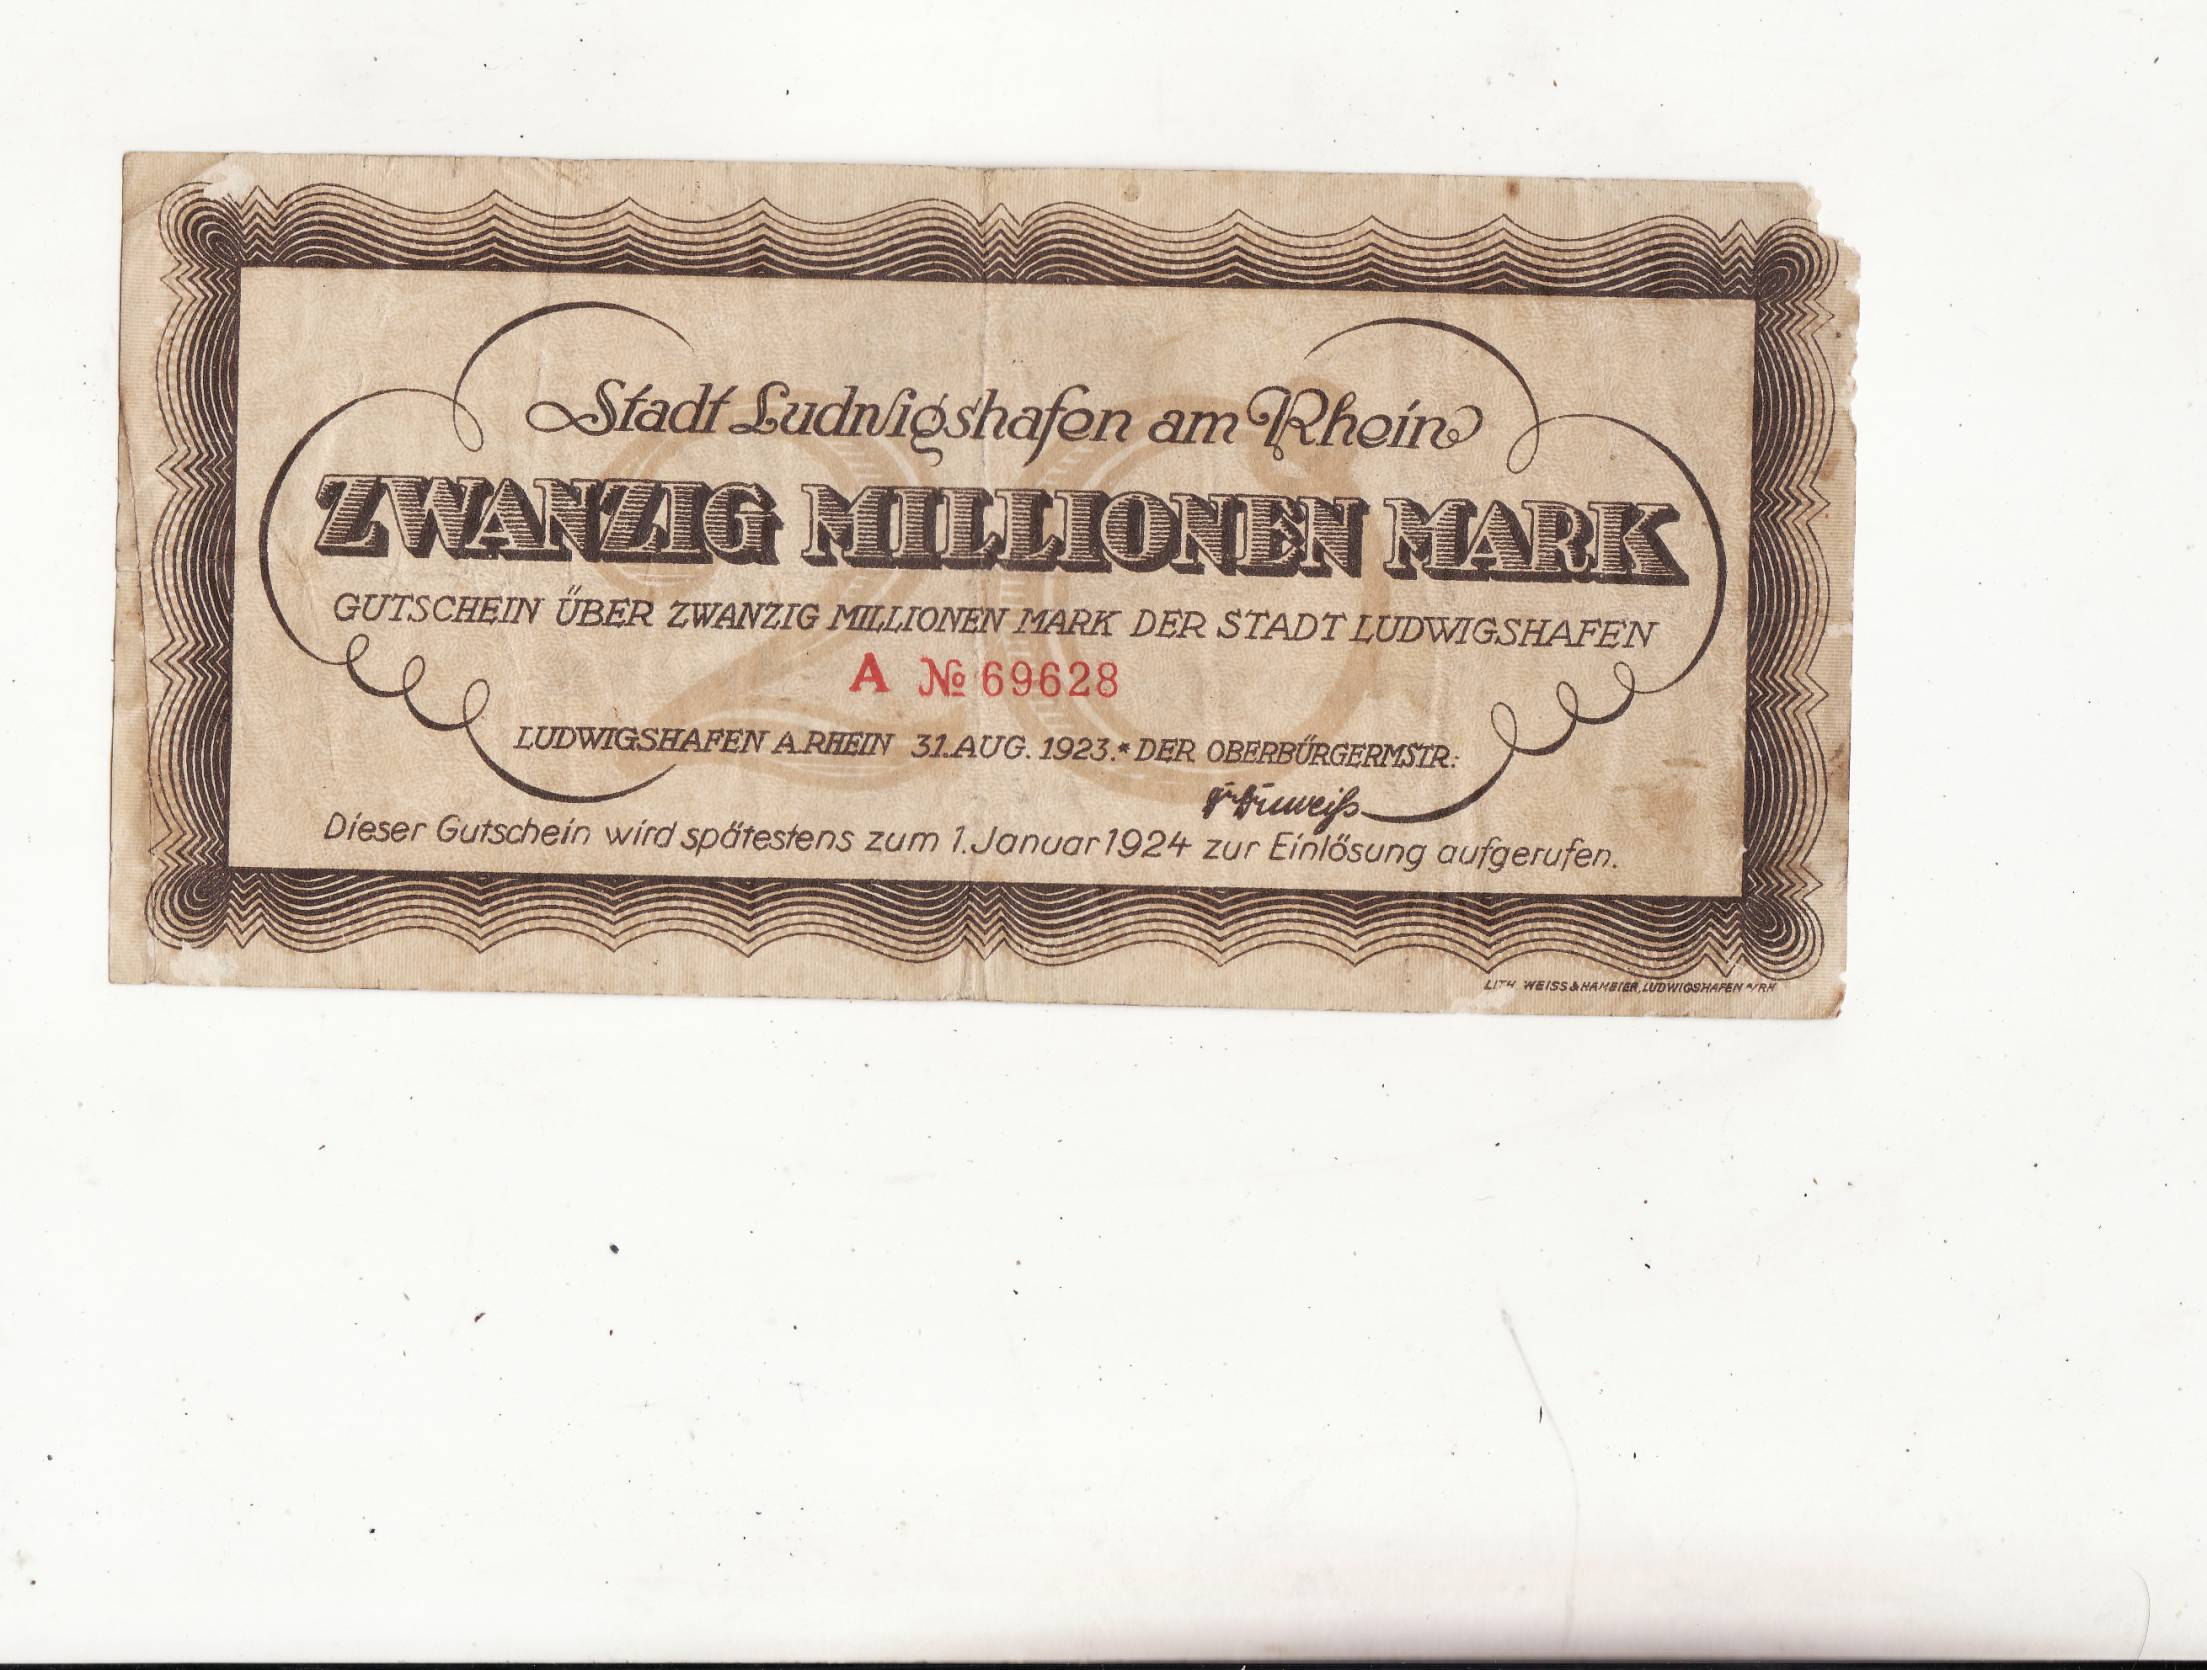 Stadt Ludwigshafen am Rhein
ZWANZIG MILLIONEN MARK
20
GUTSCHEIN ÜBER ZWANZIG MILLIONEN MARK DER STADT LUDWIGSHAFEN
A № 69628
LUDWIGSHAFEN A.RHEIN 31.AUG. 1923.* DER OBERBÜRGERMSTR.:
Dieser Gutschein wird spätestens zum 1. Januar 1924 zur Einlösung aufgerufen.
LITH. WEISS & HAMEIER, LUDWIGSHAFEN A/RH